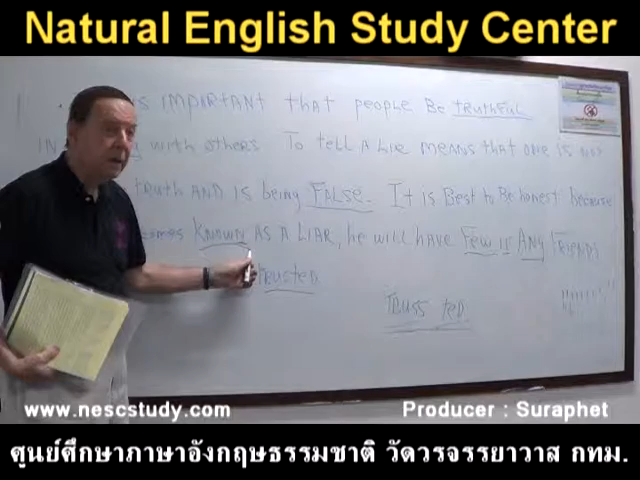 Natural English Study Center
IS IMPORTANT that people Be truthful
IN with others To tell A LIE MEANS that ONE IS NOT
truth AND is being FALSE. It is Best to Be honest because
comes KNOWN AS A LIAR, he will have Few if Any FRIENDS
trusted
TRUSS teD
www.nescstudy.com
Producer : Suraphet
ศูนย์ศึกษาภาษาอังกฤษธรรมชาติ วัดวรจรรยาวาส กทม.